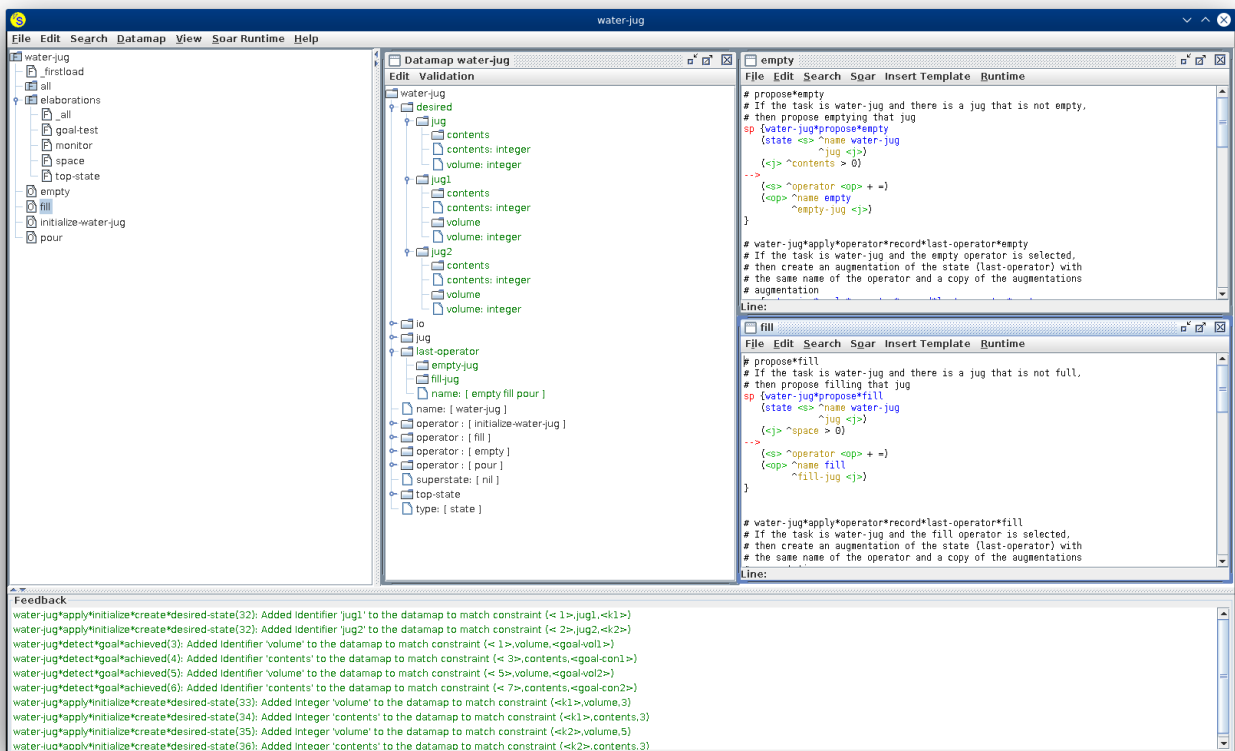 water-jug
File Edit Search Datamap View Soar Runtime Help
water-jug
_firstload
all
elaborations
_all
goal-test
monitor
space
top-state
empty
fill
initialize-water-jug
pour
Datamap water-jug
Edit Validation
water-jug
desired
jug
contents
contents: integer
volume: integer
jug1
contents
contents: integer
volume
volume: integer
jug2
contents
contents: integer
volume
volume: integer
io
jug
last-operator
empty-jug
fill-jug
name: [ empty fill pour ]
name: [ water-jug ]
operator : [ initialize-water-jug ]
operator : [ fill ]
operator : [ empty ]
operator : [ pour ]
superstate: [ nil ]
top-state
type: [ state ]
empty
File Edit Search Soar Insert Template Runtime
# propose*empty
# If the task is water-jug and there is a jug that is not empty,
# then propose emptying that jug
sp {water-jug*propose*empty
(state <s> ^name water-jug
^jug <j>)
(<j> ^contents > 0)
-->
(<s> ^operator <op> + =)
(<op> ^name empty
^empty-jug <j>)
}
# water-jug*apply*operator*record*last-operator*empty
# If the task is water-jug and the empty operator is selected,
# then create an augmentation of the state (last-operator) with
# the same name of the operator and a copy of the augmentations
# augmentation
Line:
fill
File Edit Search Soar Insert Template Runtime
# propose*fill
# If the task is water-jug and there is a jug that is not full,
# then propose filling that jug
sp {water-jug*propose*fill
(state <s> ^name water-jug
^jug <j>)
(<j> ^space > 0)
-->
(<s> ^operator <op> + =)
(<op> ^name fill
^fill-jug <j>)
}
# water-jug*apply*operator*record*last-operator*fill
# If the task is water-jug and the fill operator is selected,
# then create an augmentation of the state (last-operator) with
# the same name of the operator and a copy of the augmentations
Line:
Feedback
water-jug*apply*initialize*create*desired-state(32): Added Identifier 'jug1' to the datamap to match constraint (< 1>,jug1,<k1>)
water-jug*apply*initialize*create*desired-state(32): Added Identifier 'jug2' to the datamap to match constraint (< 2>,jug2,<k2>)
water-jug*detect*goal*achieved(3): Added Identifier 'volume' to the datamap to match constraint (< 1>,volume,<goal-vol1>)
water-jug*detect*goal*achieved(4): Added Identifier 'contents' to the datamap to match constraint (< 3>,contents,<goal-con1>)
water-jug*detect*goal*achieved(5): Added Identifier 'volume' to the datamap to match constraint (< 5>,volume,<goal-vol2>)
water-jug*detect*goal*achieved(6): Added Identifier 'contents' to the datamap to match constraint (< 7>,contents,<goal-con2>)
water-jug*apply*initialize*create*desired-state(33): Added Integer 'volume' to the datamap to match constraint (<k1>,volume,3)
water-jug*apply*initialize*create*desired-state(34): Added Integer 'contents' to the datamap to match constraint (<k1>,contents,3)
water-jug*apply*initialize*create*desired-state(35): Added Integer 'volume' to the datamap to match constraint (<k2>,volume,5)
water-jug*apply*initialize*create*desired-state(36): Added Integer 'contents' to the datamap to match constraint (<k2>,contents,3)